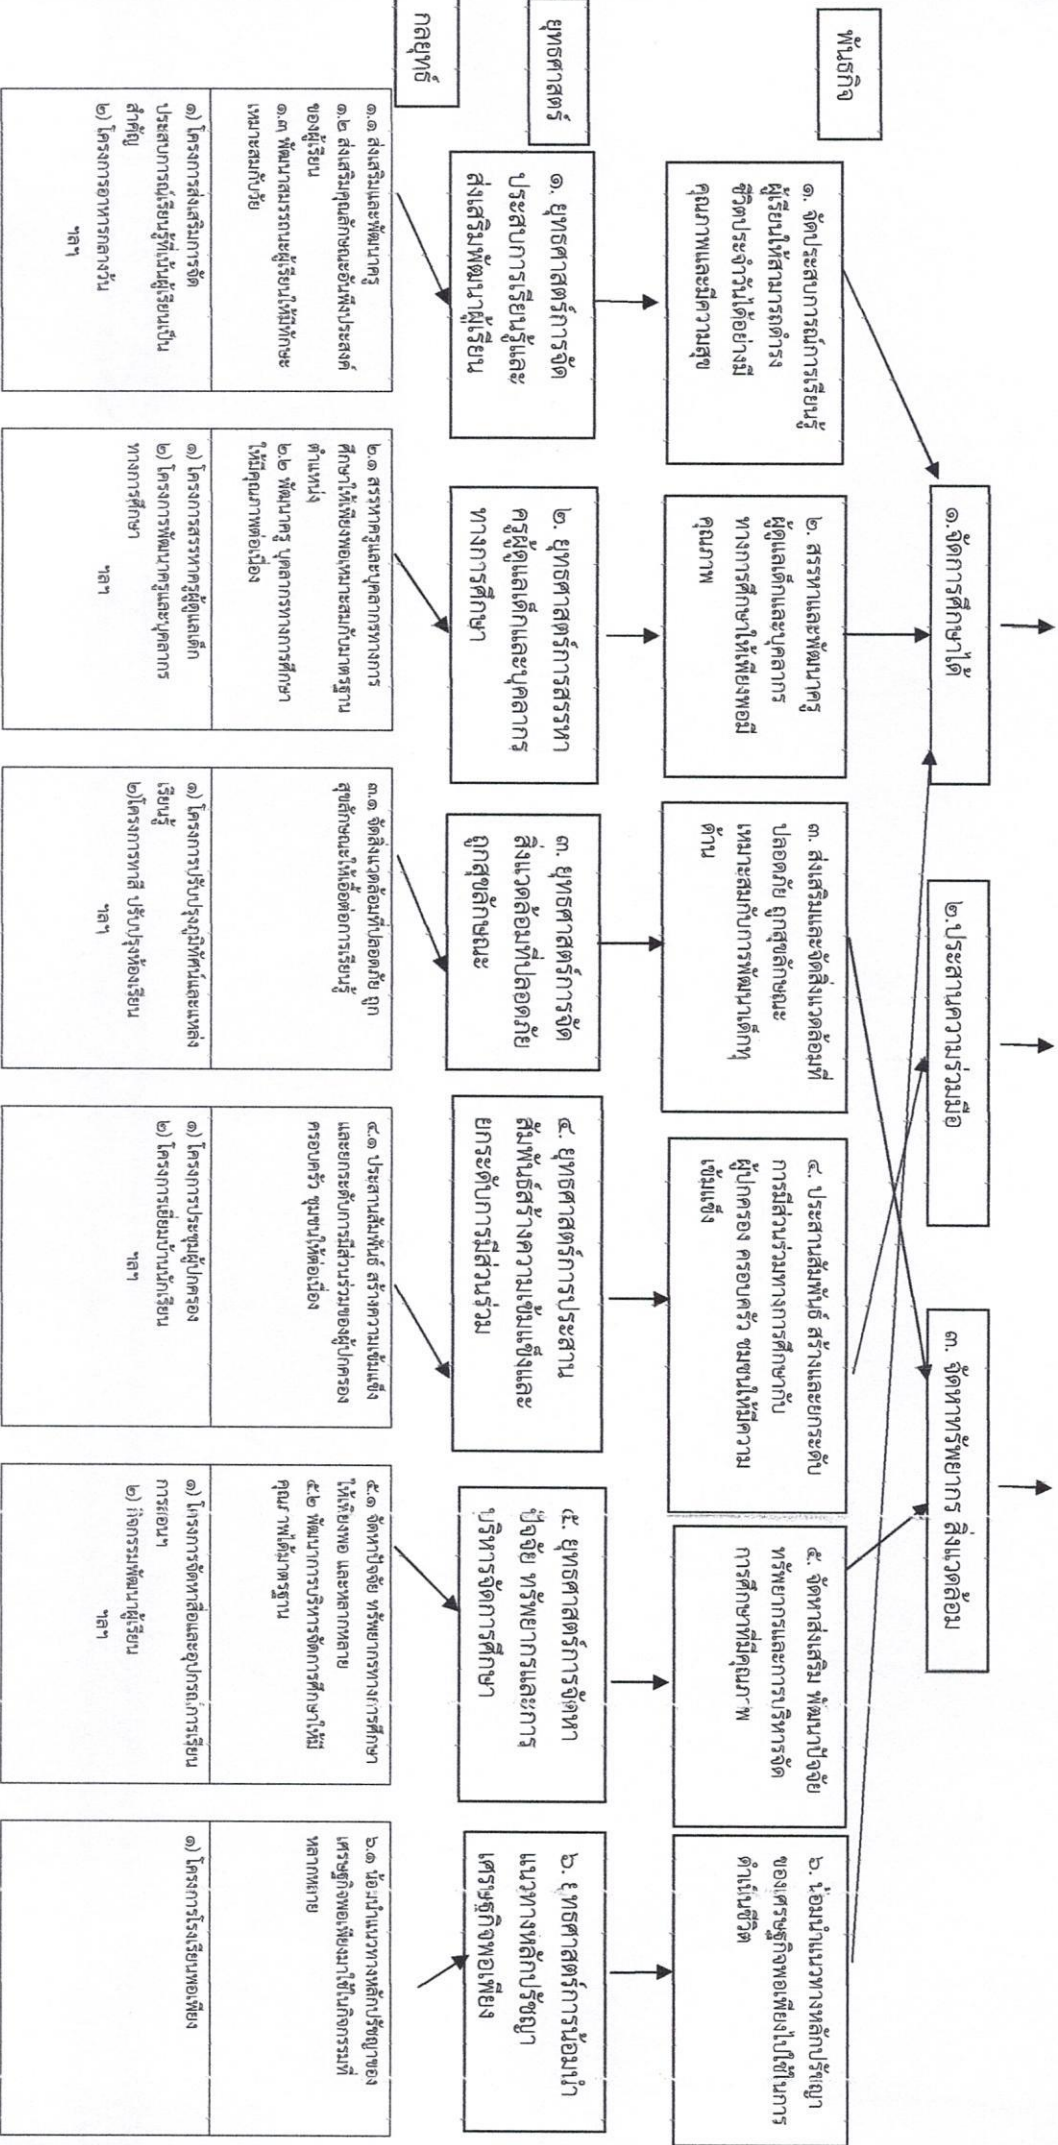 ๑.จัดการศึกษาได้
๒.ประสานความร่วมมือ
๓. จัดหาทรัพยากร สิ่งแวดล้อม
พันธกิจ
๑. จัดประสบการณ์การเรียนรู้
ผู้เรียนให้สามารถดำรง
ชีวิตประจำวันได้อย่างมี
คุณภาพและมีความสุข
๒. สรรหาและพัฒนาครู
ผู้ดูแลเด็กและบุคลากร
ทางการศึกษาให้เพียงพอมี
คุณภาพ
๓. ส่งเสริมและจัดสิ่งแวดล้อมที่
ปลอดภัย ถูกสุขลักษณะ
เหมาะสมกับการพัฒนาเด็กทุ
ด้าน
๔. ประสานสัมพันธ์ สร้างและยกระดับ
การมีส่วนร่วมทางการศึกษากับ
ผู้ปกครอง ครอบครัว ชุมชนให้มีความ
เข้มแข็ง
๕. จัดหาส่งเสริม พัฒนาปัจจัย
ทรัพยากรและการบริหารจัด
การศึกษาที่มีคุณภาพ
๖. น้อมนำแนวทางหลักปรัชญา
ของเศรษฐกิจพอเพียงไปใช้ในการ
ดำเนินชีวิต
ยุทธศาสตร์
๑. ยุทธศาสตร์การจัด
ประสบการเรียนรู้และ
ส่งเสริมพัฒนาผู้เรียน
๒. ยุทธศาสตร์การสรรหา
ครูผู้ดูแลเด็กและบุคลากร
ทางการศึกษา
๓. ยุทธศาสตร์การจัด
สิ่งแวดล้อมที่ปลอดภัย
ถูกสุขลักษณะ
๔. ยุทธศาสตร์การประสาน
สัมพันธ์สร้างความเข้มแข็งและ
ยกระดับการมีส่วนร่วม
๕. ยุทธศาสตร์การจัดหา
ปัจจัย ทรัพยากรและการ
บริหารจัดการศึกษา
๖. ยุทธศาสตร์การน้อมนำ
แนวทางหลักปรัชญา
เศรษฐกิจพอเพียง
กลยุทธ์
๑.๑ ส่งเสริมและพัฒนาครู
๑.๒ ส่งเสริมคุณลักษณะอันพึงประสงค์
ของผู้เรียน
๑.๓ พัฒนาสมรรถนะผู้เรียนให้มีทักษะ
เหมาะสมกับวัย
๒.๑ สรรหาครูและบุคลากรทางการ
ศึกษาให้เพียงพอเหมาะสมกับมาตรฐาน
ตำแหน่ง
๒.๒ พัฒนาครู บุคลากรทางการศึกษา
ให้มีคุณภาพต่อเนื่อง
๓.๑ จัดสิ่งแวดล้อมที่ปลอดภัย ถูก
สุขลักษณะให้เอื้อต่อการเรียนรู้
๔.๑ ประสานสัมพันธ์ สร้างความเข้มแข็ง
และยกระดับการมีส่วนร่วมของผู้ปกครอง
ครอบครัว ชุมชนให้ต่อเนื่อง
๕.๑ จัดหาปัจจัย ทรัพยากรทางการศึกษา
ให้เพียงพอ และหลากหลาย
๕.๒ พัฒนาการบริหารจัดการศึกษาให้มี
คุณภาพได้มาตรฐาน
๖.๑ น้อมนำแนวทางหลักปรัชญาของ
เศรษฐกิจพอเพียงมาใช้ในกิจกรรมที่
หลากหลาย
๑) โครงการส่งเสริมการจัด
ประสบการณ์เรียนรู้ที่เน้นผู้เรียนเป็น
สำคัญ
๒) โครงการอาหารกลางวัน
ฯลฯ
๑) โครงการสรรหาครูผู้ดูแลเด็ก
๒) โครงการพัฒนาครูและบุคลากร
ทางการศึกษา
ฯลฯ
๑) โครงการปรับปรุงภูมิทัศน์และแหล่ง
เรียนรู้
๒)โครงการทาสี ปรับปรุงห้องเรียน
ฯลฯ
๑) โครงการประชุมผู้ปกครอง
๒) โครงการเยี่ยมบ้านนักเรียน
ฯลฯ
๑) โครงการจัดหาสื่อและอุปกรณ์การเรียน
การสอนฯ
๒) กิจกรรมพัฒนาผู้เรียน
ฯลฯ
๑) โครงการโรงเรียนพอเพียง